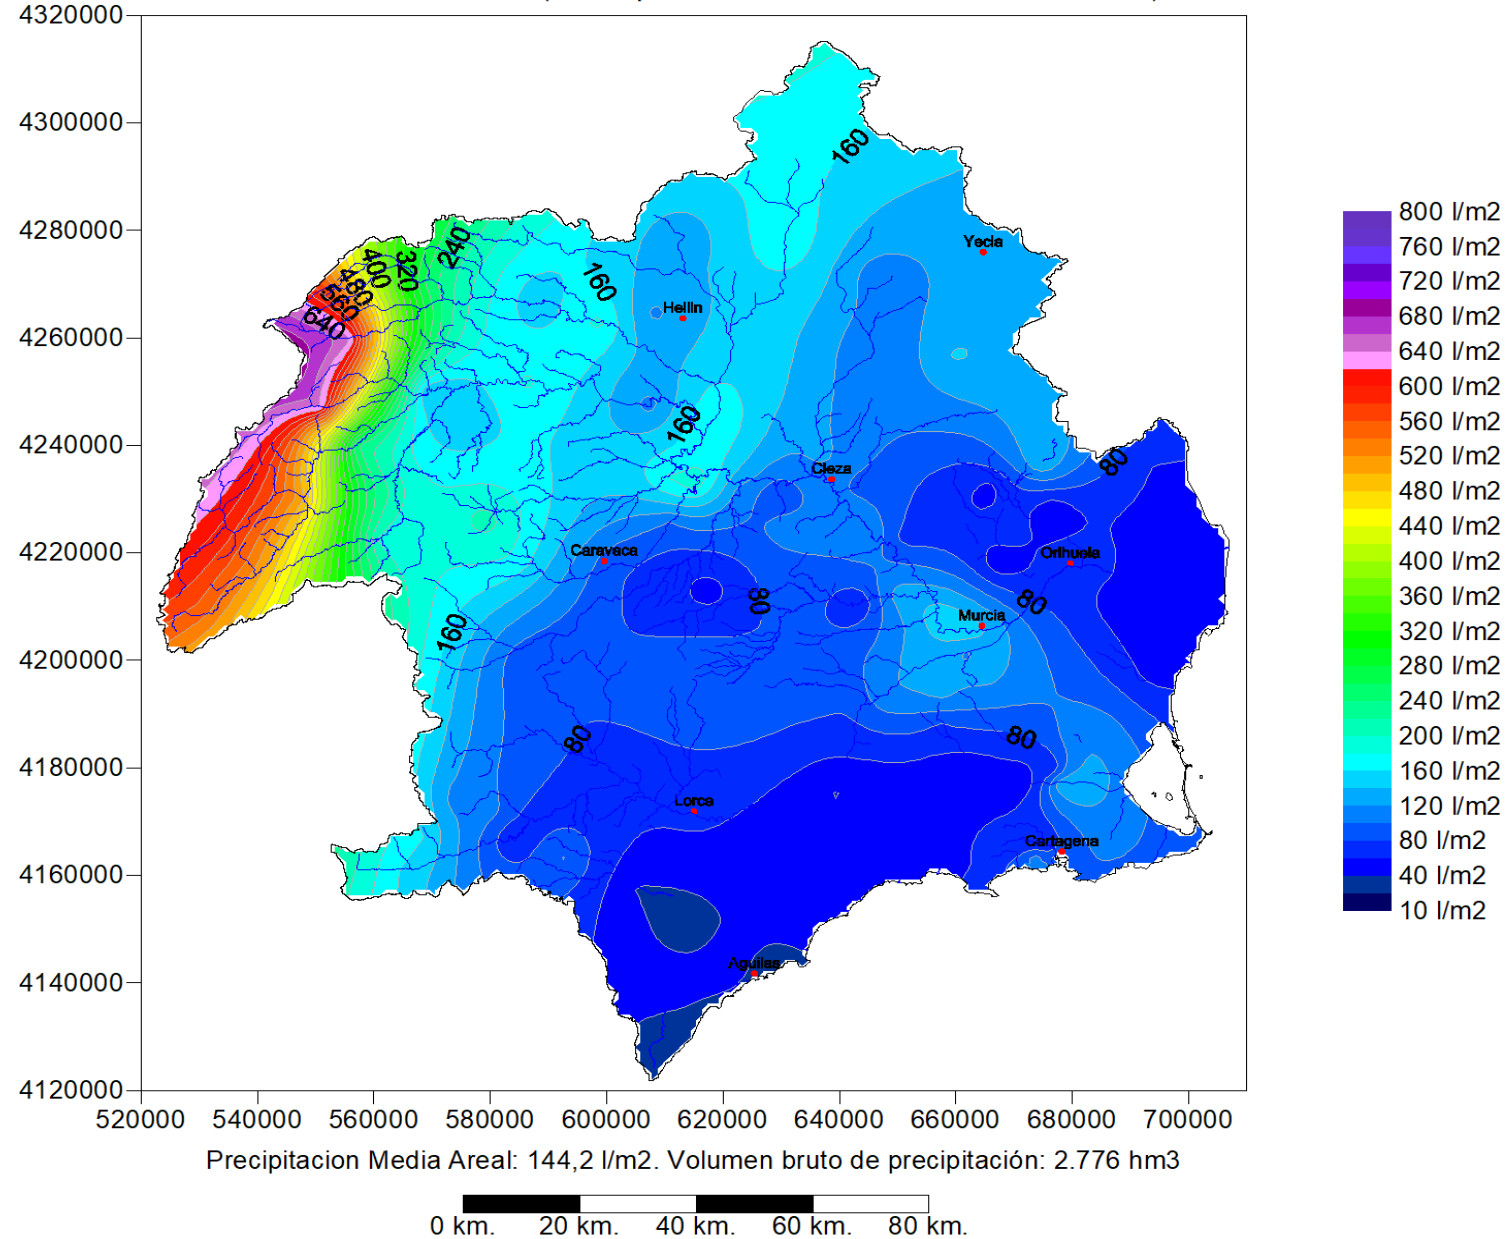 4320000
4300000
160
4280000
Yecla
240
320
400
480
560
640
160
Hellin
4260000
160
4240000
Cieza
80
4220000
Caravaca
Orihuela
80
80
Murcia
160
4200000
80
80
4180000
Lorca
Cartagena
4160000
Aguilas
4140000
4120000
520000 540000 560000 580000 600000 620000 640000 660000 680000 700000
800 l/m2
760 l/m2
720 l/m2
680 l/m2
640 l/m2
600 l/m2
560 l/m2
520 l/m2
480 l/m2
440 l/m2
400 l/m2
360 l/m2
320 l/m2
280 l/m2
240 l/m2
200 l/m2
160 l/m2
120 l/m2
80 l/m2
40 l/m2
10 l/m2
Precipitacion Media Areal: 144,2 l/m2. Volumen bruto de precipitación: 2.776 hm3
0 km. 20 km. 40 km. 60 km. 80 km.